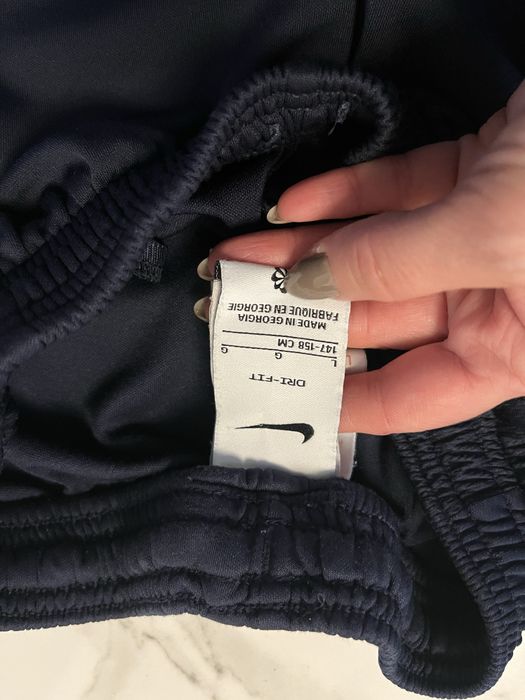 DRI-FIT
L G G
147-158 CM
MADE IN GEORGIA
FABRIQUE EN GEORGIE